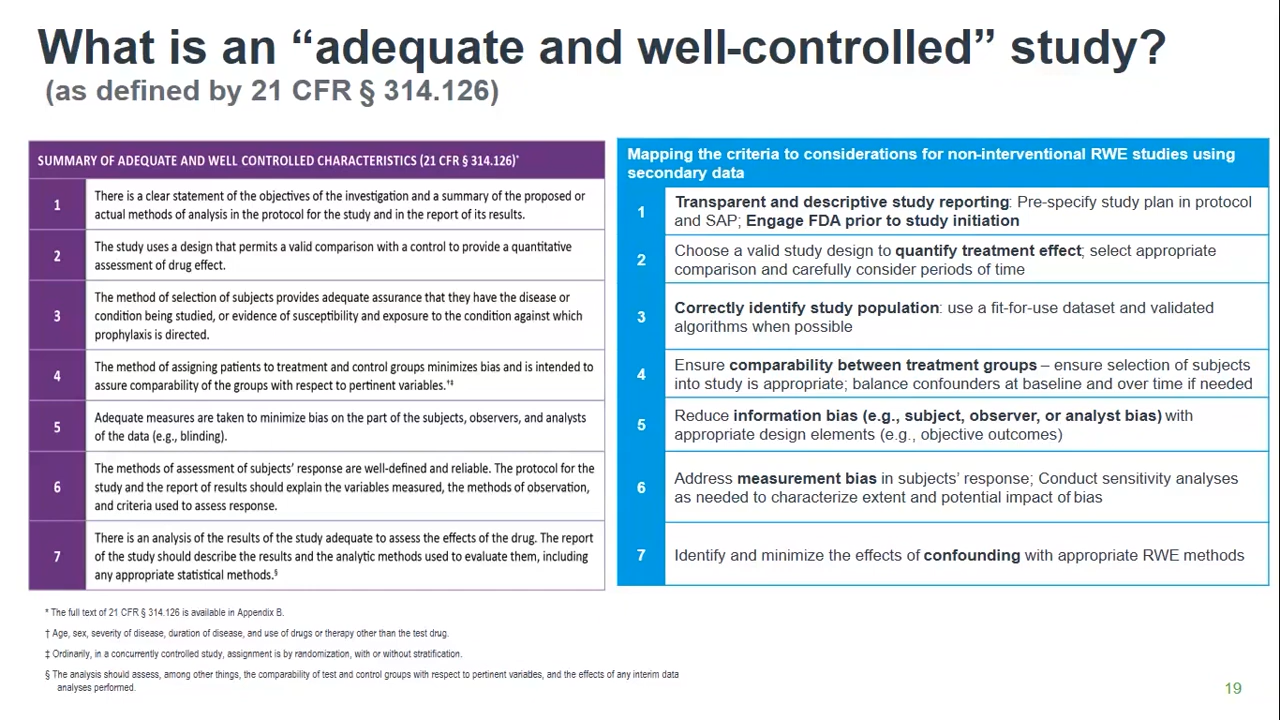 What is an “adequate and well-controlled” study?
(as defined by 21 CFR § 314.126)
SUMMARY OF ADEQUATE AND WELL CONTROLLED CHARACTERISTICS (21 CFR § 314.126)*
1
There is a clear statement of the objectives of the investigation and a summary of the proposed or
actual methods of analysis in the protocol for the study and in the report of its results.
2
The study uses a design that permits a valid comparison with a control to provide a quantitative
assessment of drug effect.
3
The method of selection of subjects provides adequate assurance that they have the disease or
condition being studied, or evidence of susceptibility and exposure to the condition against which
prophylaxis is directed.
4
The method of assigning patients to treatment and control groups minimizes bias and is intended to
assure comparability of the groups with respect to pertinent variables.†‡
5
Adequate measures are taken to minimize bias on the part of the subjects, observers, and analysts
of the data (e.g., blinding).
6
The methods of assessment of subjects’ response are well-defined and reliable. The protocol for the
study and the report of results should explain the variables measured, the methods of observation,
and criteria used to assess response.
7
There is an analysis of the results of the study adequate to assess the effects of the drug. The report
of the study should describe the results and the analytic methods used to evaluate them, including
any appropriate statistical methods.§
Mapping the criteria to considerations for non-interventional RWE studies using
secondary data
1
Transparent and descriptive study reporting: Pre-specify study plan in protocol
and SAP; Engage FDA prior to study initiation
2
Choose a valid study design to quantify treatment effect; select appropriate
comparison and carefully consider periods of time
3
Correctly identify study population: use a fit-for-use dataset and validated
algorithms when possible
4
Ensure comparability between treatment groups – ensure selection of subjects
into study is appropriate; balance confounders at baseline and over time if needed
5
Reduce information bias (e.g., subject, observer, or analyst bias) with
appropriate design elements (e.g., objective outcomes)
6
Address measurement bias in subjects’ response; Conduct sensitivity analyses
as needed to characterize extent and potential impact of bias
7
Identify and minimize the effects of confounding with appropriate RWE methods
* The full text of 21 CFR § 314.126 is available in Appendix B.
† Age, sex, severity of disease, duration of disease, and use of drugs or therapy other than the test drug.
‡ Ordinarily, in a concurrently controlled study, assignment is by randomization, with or without stratification.
§ The analysis should assess, among other things, the comparability of test and control groups with respect to pertinent variables, and the effects of any interim data
analyses performed.
19